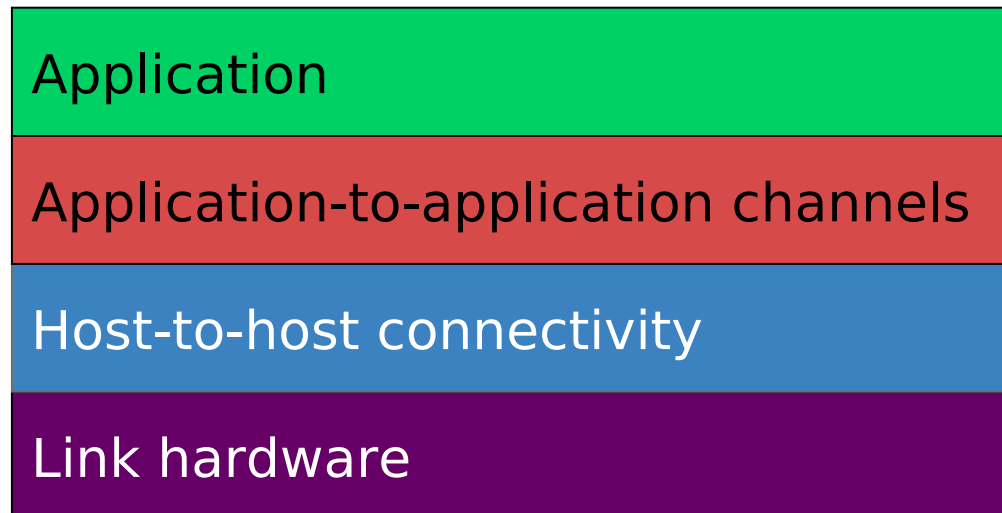 Application
Application-to-application channels
Host-to-host connectivity
Link hardware